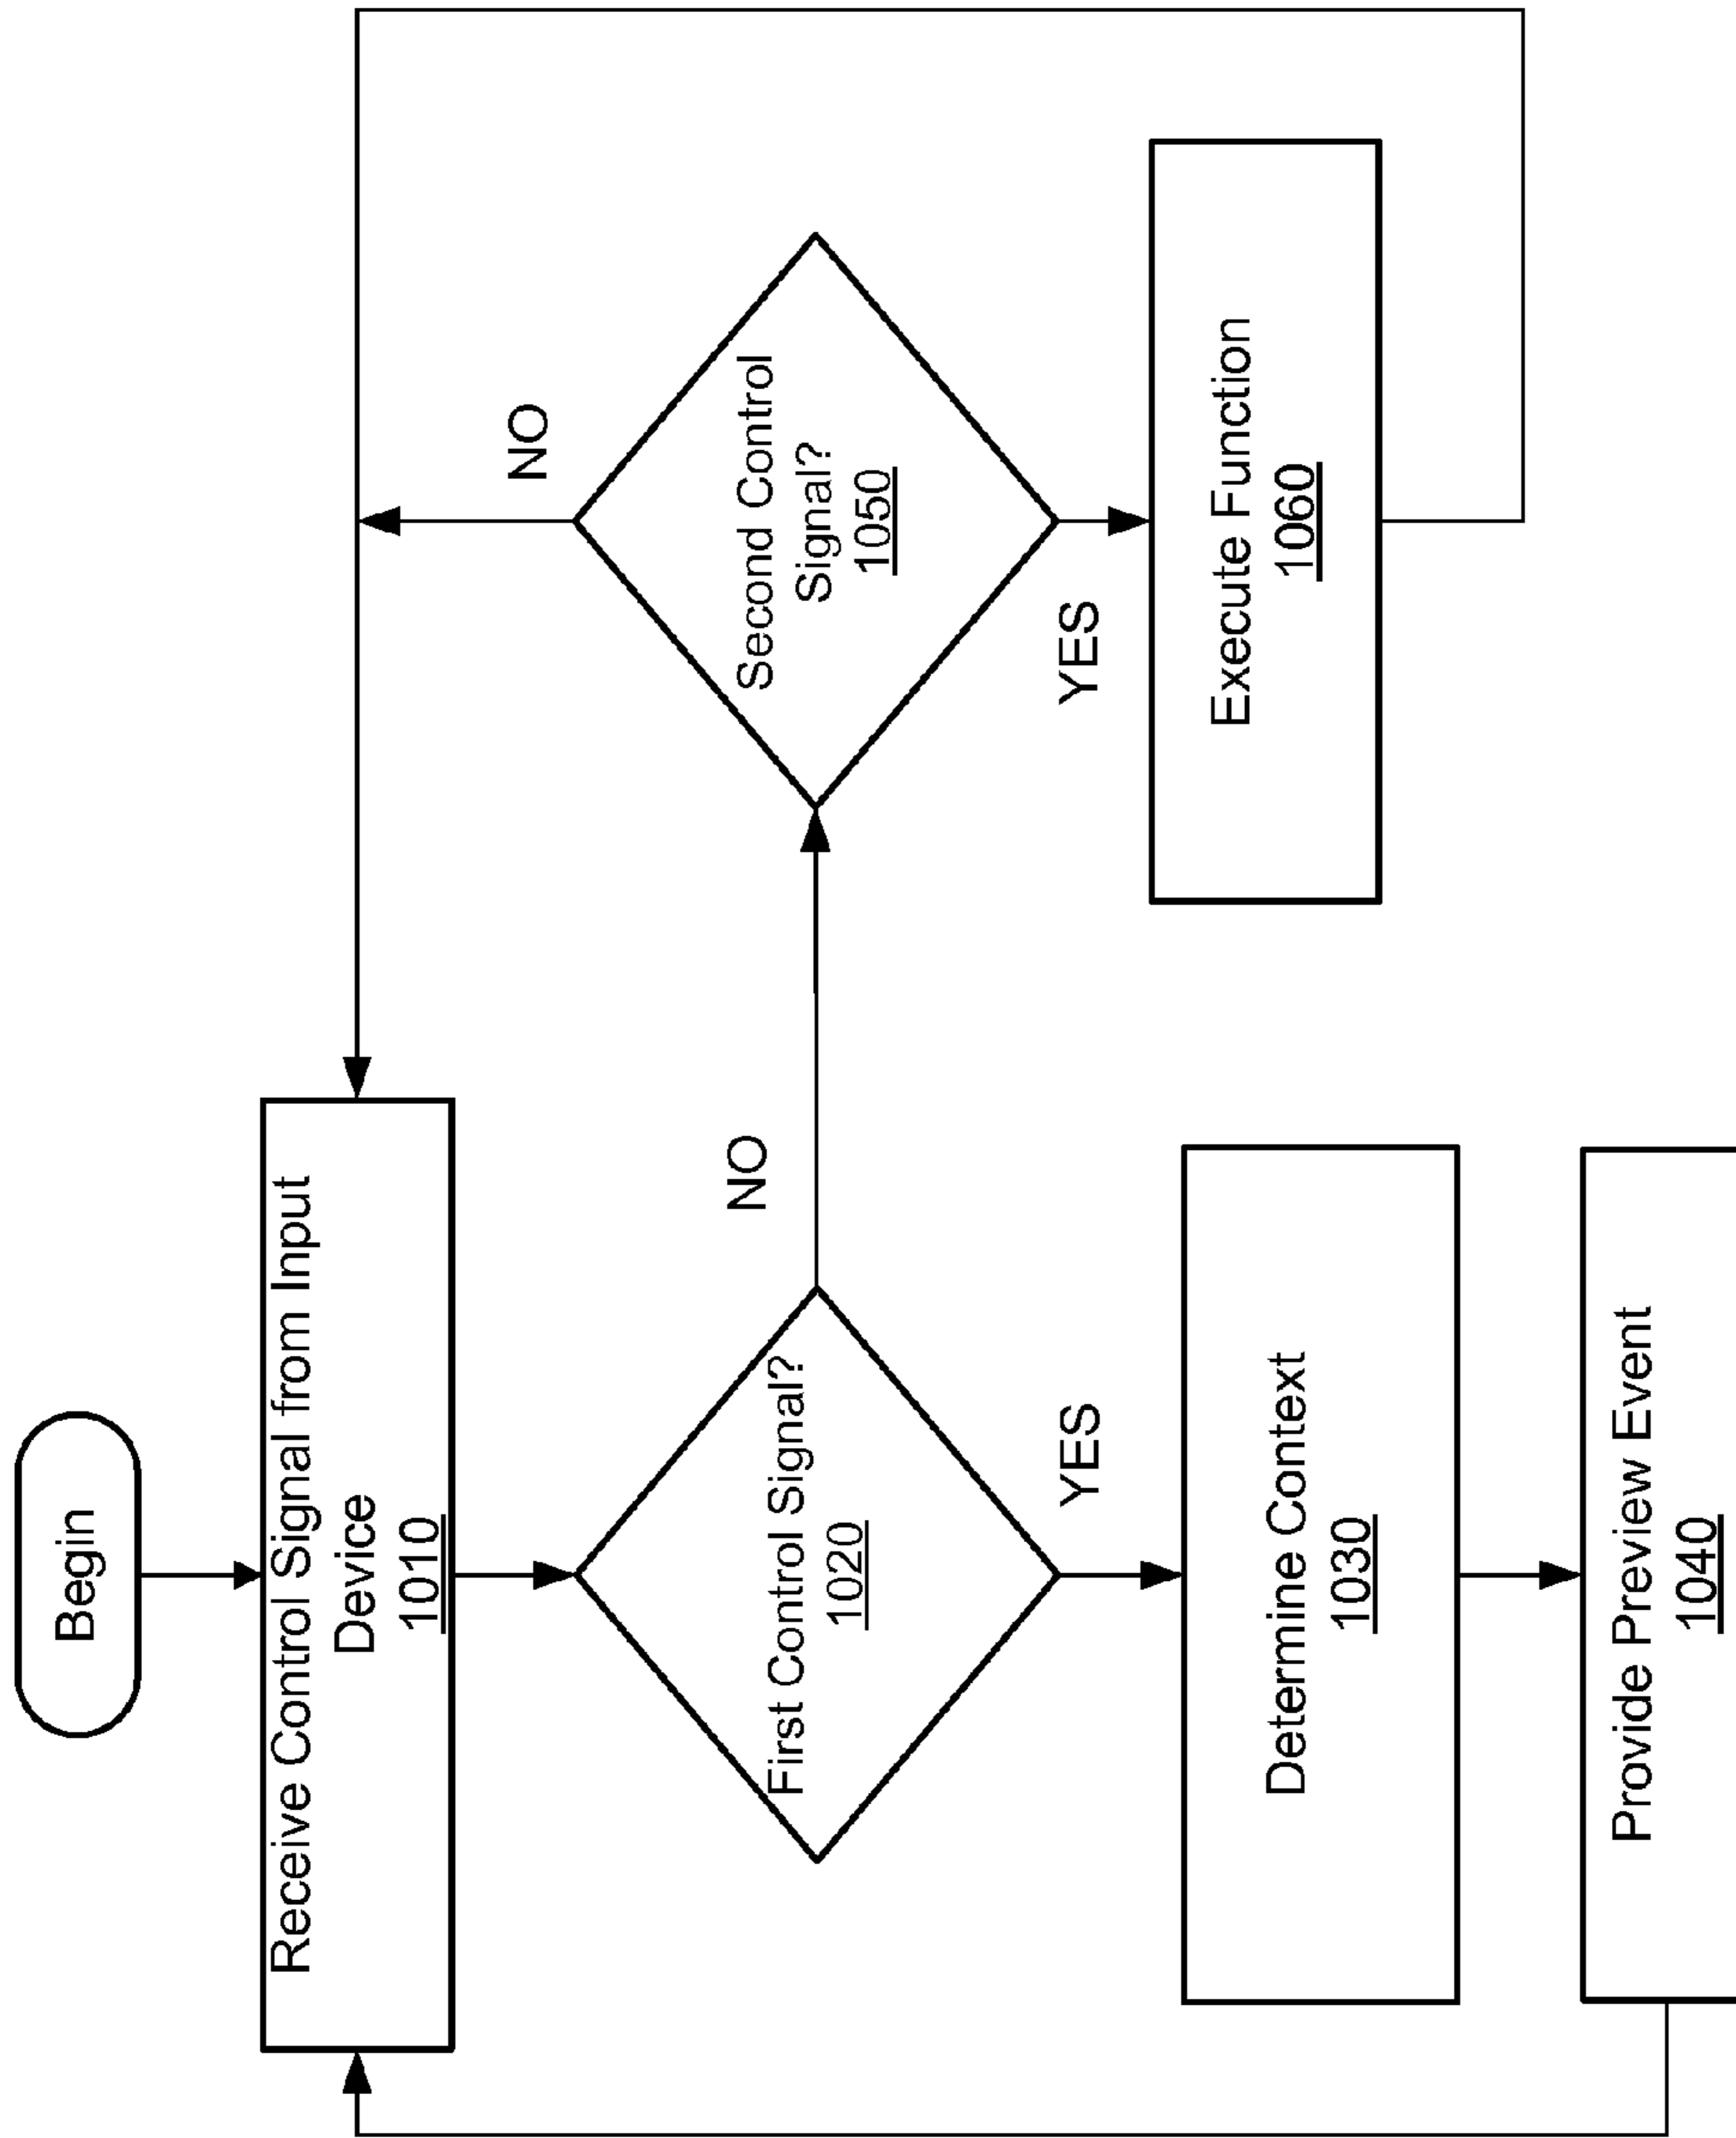 Begin
Receive Control Signal from Input
Device
1010
First Control Signal?
1020
NO
YES
Determine Context
1030
Provide Preview Event
1040
Second Control
Signal?
1050
NO
YES
Execute Function
1060